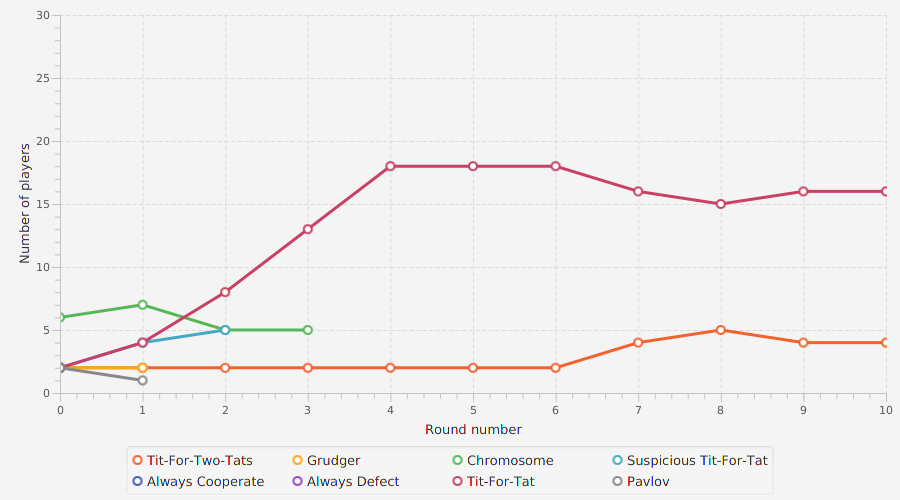 30
25
20
15
10
5
0
Number of players
0 1 2 3 4 5 6 7 8 9 10
Round number
Tit-For-Two-Tats Grudger Chromosome Suspicious Tit-For-Tat
Always Cooperate Always Defect Tit-For-Tat Pavlov